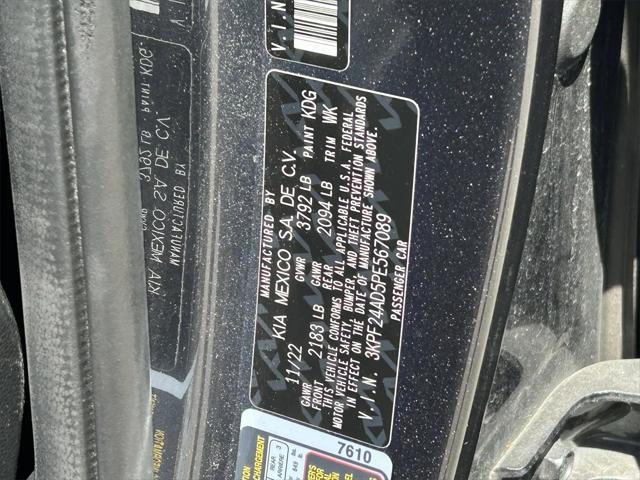 V.I.N
MANUFACTURED BY
KIA MEXICO S.A. DE C.V.
11/22 GVWR 3792 LB PAINT KDG
GAWR FRONT 2183 LB GAWR REAR 2094 LB TRIM WK
THIS VEHICLE CONFORMS TO ALL APPLICABLE U.S.A. FEDERAL
MOTOR VEHICLE SAFETY, BUMPER, AND THEFT PREVENTION STANDARDS
IN EFFECT ON THE DATE OF MANUFACTURE SHOWN ABOVE.
V.I.N. 3KPF24AD5PE567089
PASSENGER CAR
7610